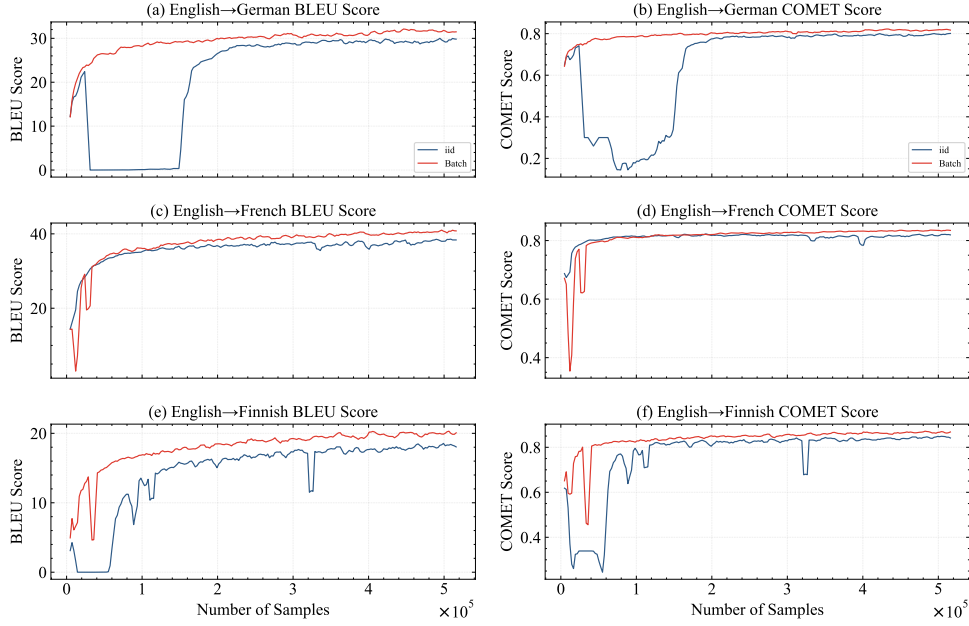 (a) English→German BLEU Score
BLEU Score
30
20
10
0
iid
Batch
(b) English→German COMET Score
COMET Score
0.8
0.6
0.4
0.2
iid
Batch
(c) English→French BLEU Score
BLEU Score
40
20
(d) English→French COMET Score
COMET Score
0.8
0.6
0.4
(e) English→Finnish BLEU Score
BLEU Score
20
10
0
0 1 2 3 4 5
Number of Samples
×10⁵
(f) English→Finnish COMET Score
COMET Score
0.8
0.6
0.4
0 1 2 3 4 5
Number of Samples
×10⁵